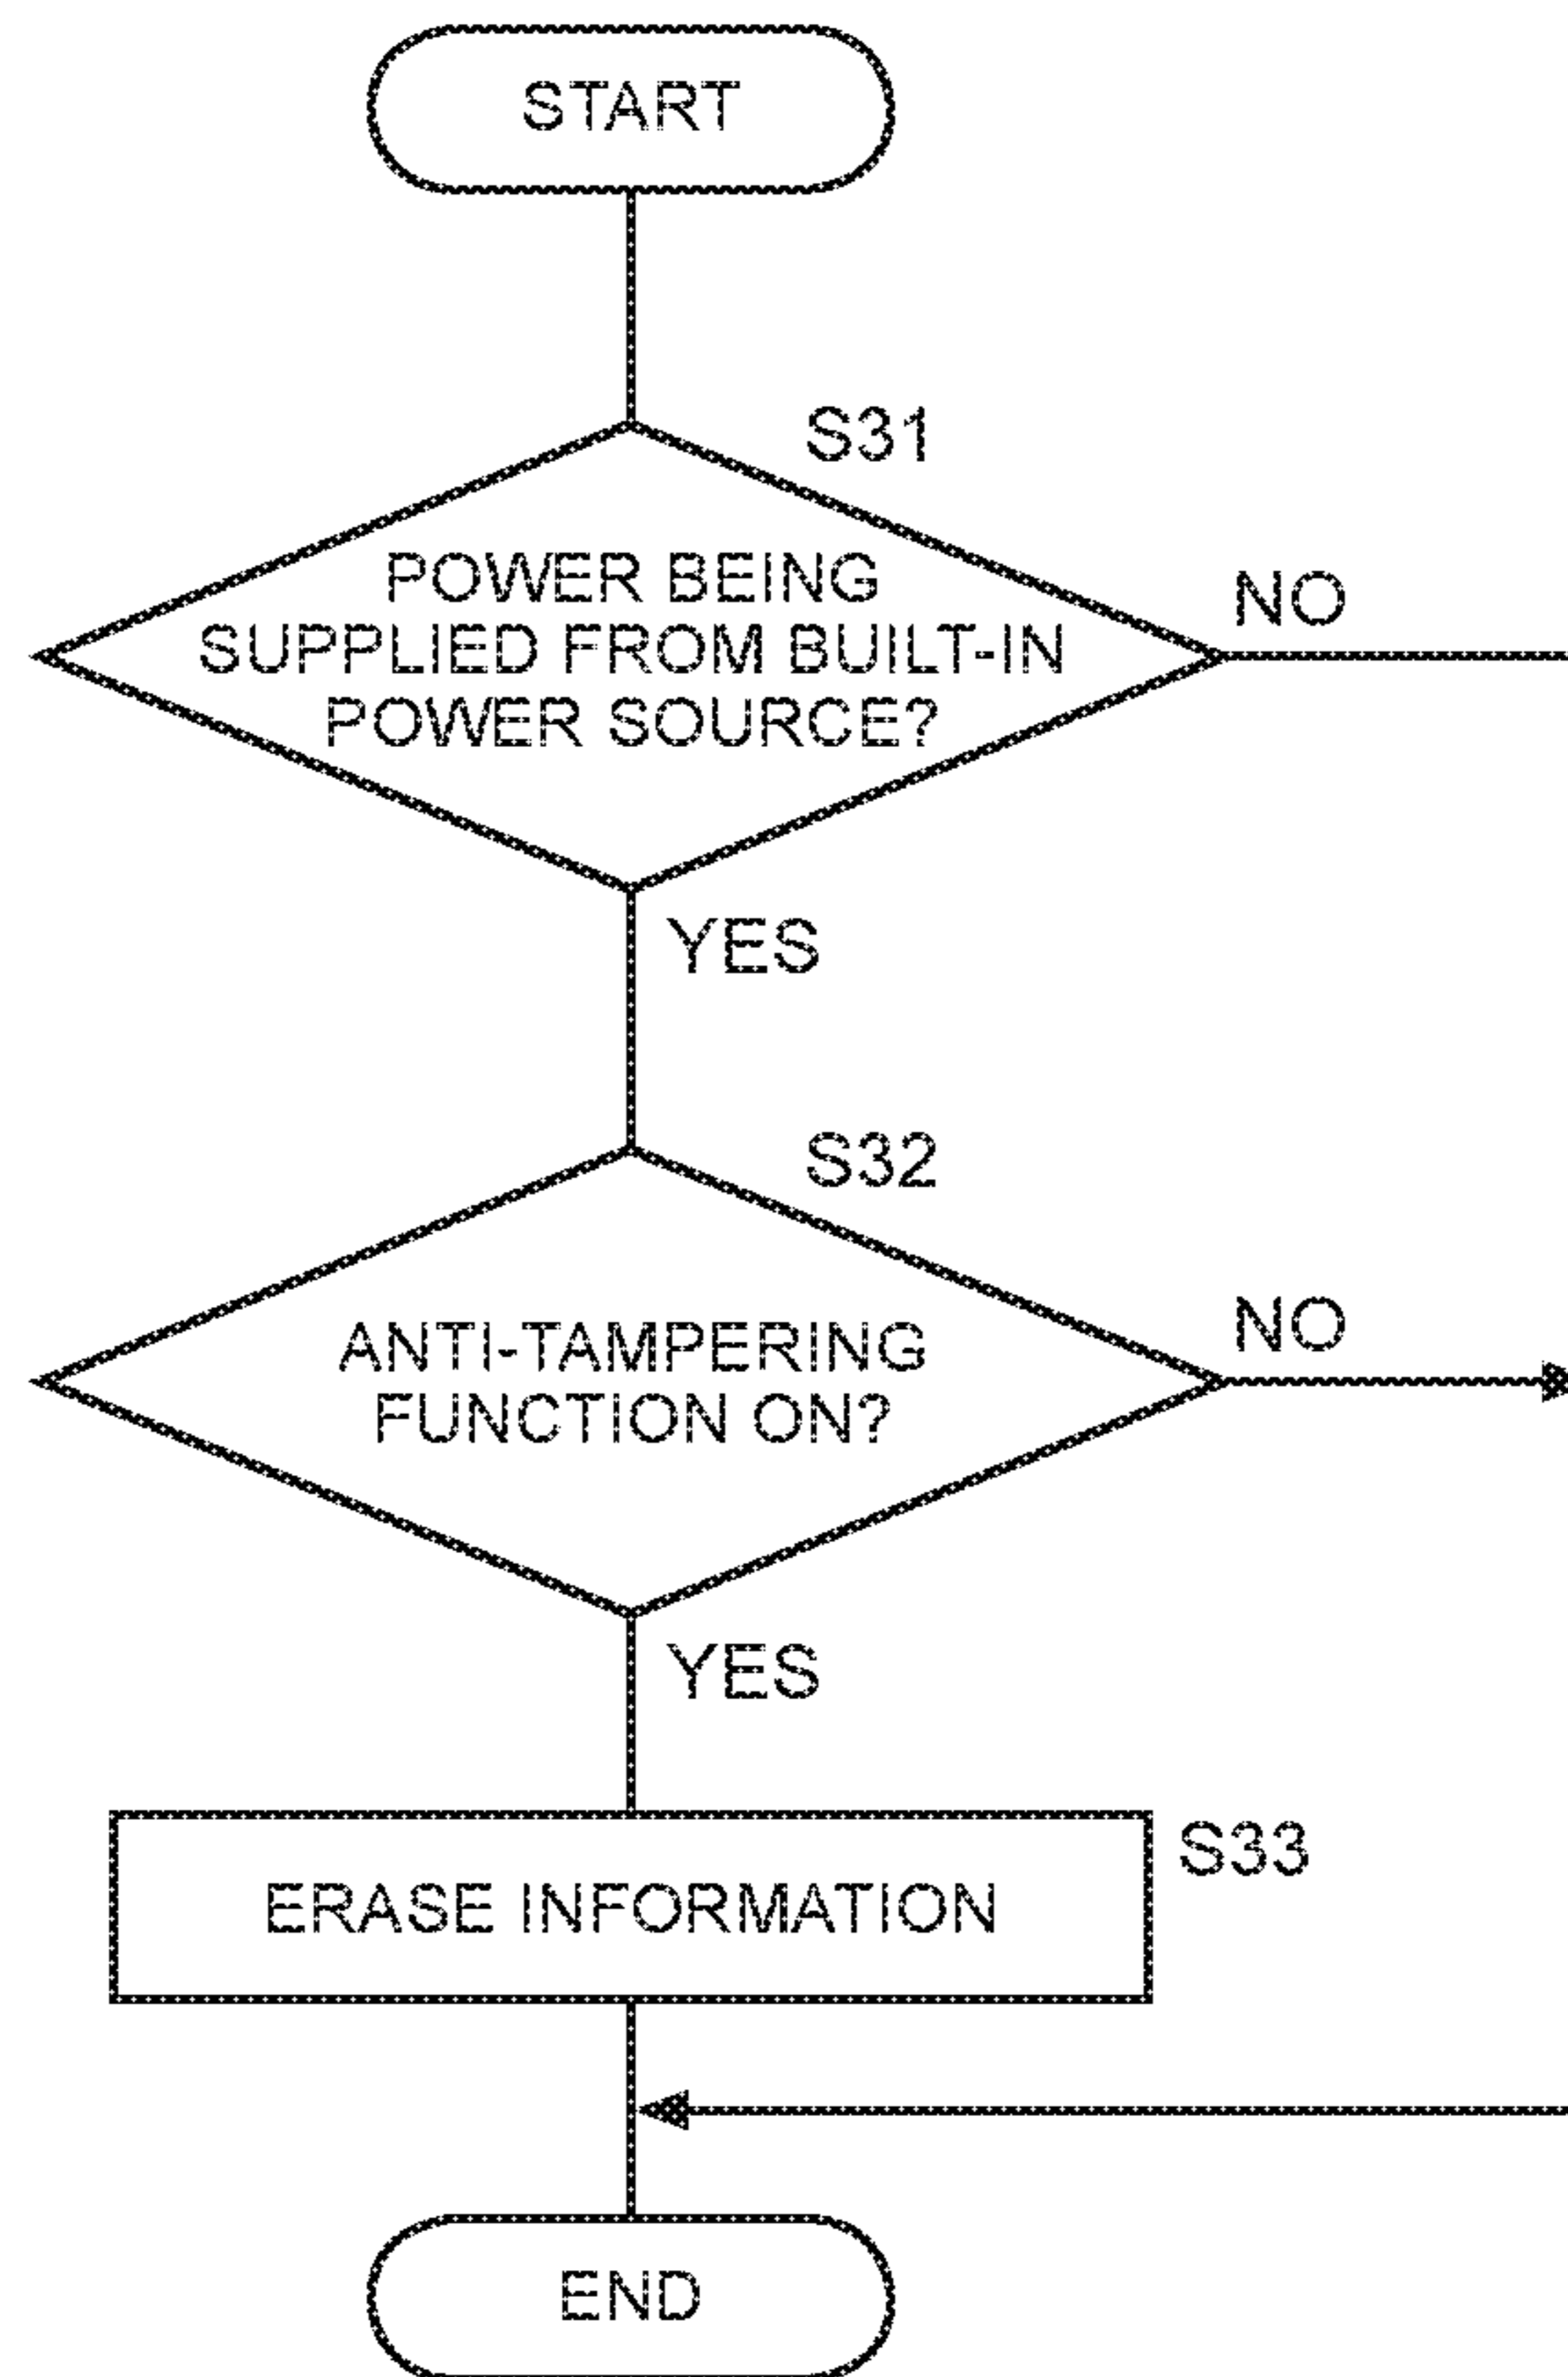 START
S31
POWER BEING
SUPPLIED FROM BUILT-IN
POWER SOURCE?
NO
YES
S32
ANTI-TAMPERING
FUNCTION ON?
NO
YES
S33
ERASE INFORMATION
END